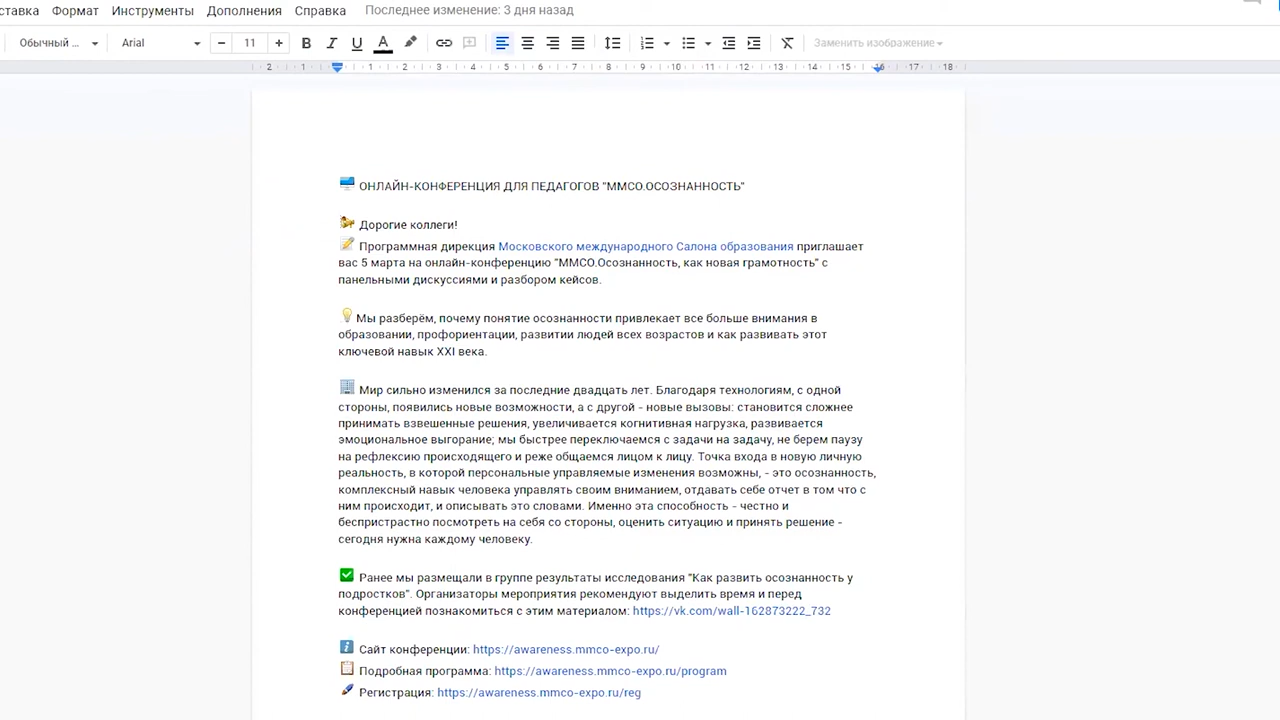 ставка Формат Инструменты Дополнения Справка Последнее изменение: 3 дня назад
Обычный ... Arial − 11 + B I U A Заменить изображение
2 1 1 2 3 4 5 6 7 8 9 10 11 12 13 14 15 16 17 18
ОНЛАЙН-КОНФЕРЕНЦИЯ ДЛЯ ПЕДАГОГОВ "ММСО.ОСОЗНАННОСТЬ"
Дорогие коллеги!
Программная дирекция Московского международного Салона образования приглашает
вас 5 марта на онлайн-конференцию "ММСО.Осознанность, как новая грамотность" с
панельными дискуссиями и разбором кейсов.
Мы разберём, почему понятие осознанности привлекает все больше внимания в
образовании, профориентации, развитии людей всех возрастов и как развивать этот
ключевой навык XXI века.
Мир сильно изменился за последние двадцать лет. Благодаря технологиям, с одной
стороны, появились новые возможности, а с другой - новые вызовы: становится сложнее
принимать взвешенные решения, увеличивается когнитивная нагрузка, развивается
эмоциональное выгорание; мы быстрее переключаемся с задачи на задачу, не берем паузу
на рефлексию происходящего и реже общаемся лицом к лицу. Точка входа в новую личную
реальность, в которой персональные управляемые изменения возможны, - это осознанность,
комплексный навык человека управлять своим вниманием, отдавать себе отчет в том что с
ним происходит, и описывать это словами. Именно эта способность - честно и
беспристрастно посмотреть на себя со стороны, оценить ситуацию и принять решение -
сегодня нужна каждому человеку.
Ранее мы размещали в группе результаты исследования "Как развить осознанность у
подростков". Организаторы мероприятия рекомендуют выделить время и перед
конференцией познакомиться с этим материалом: https://vk.com/wall-162873222_732
Сайт конференции: https://awareness.mmco-expo.ru/
Подробная программа: https://awareness.mmco-expo.ru/program
Регистрация: https://awareness.mmco-expo.ru/reg